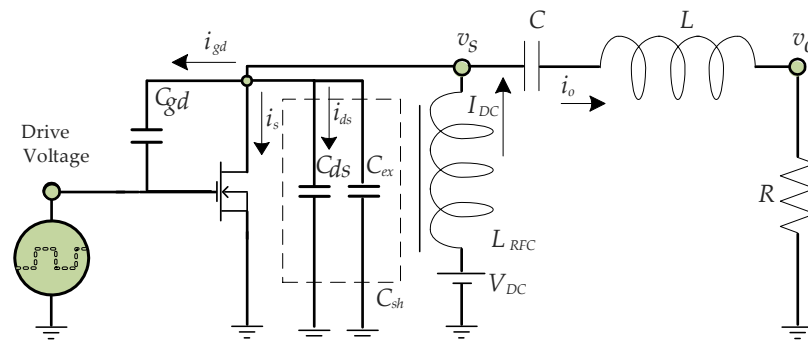 i_gd
v_s
C
L
v_o
C_gd
i_s
i_ds
I_DC
i_o
Drive
Voltage
C_ds
C_ex
R
L_RFC
V_DC
C_sh